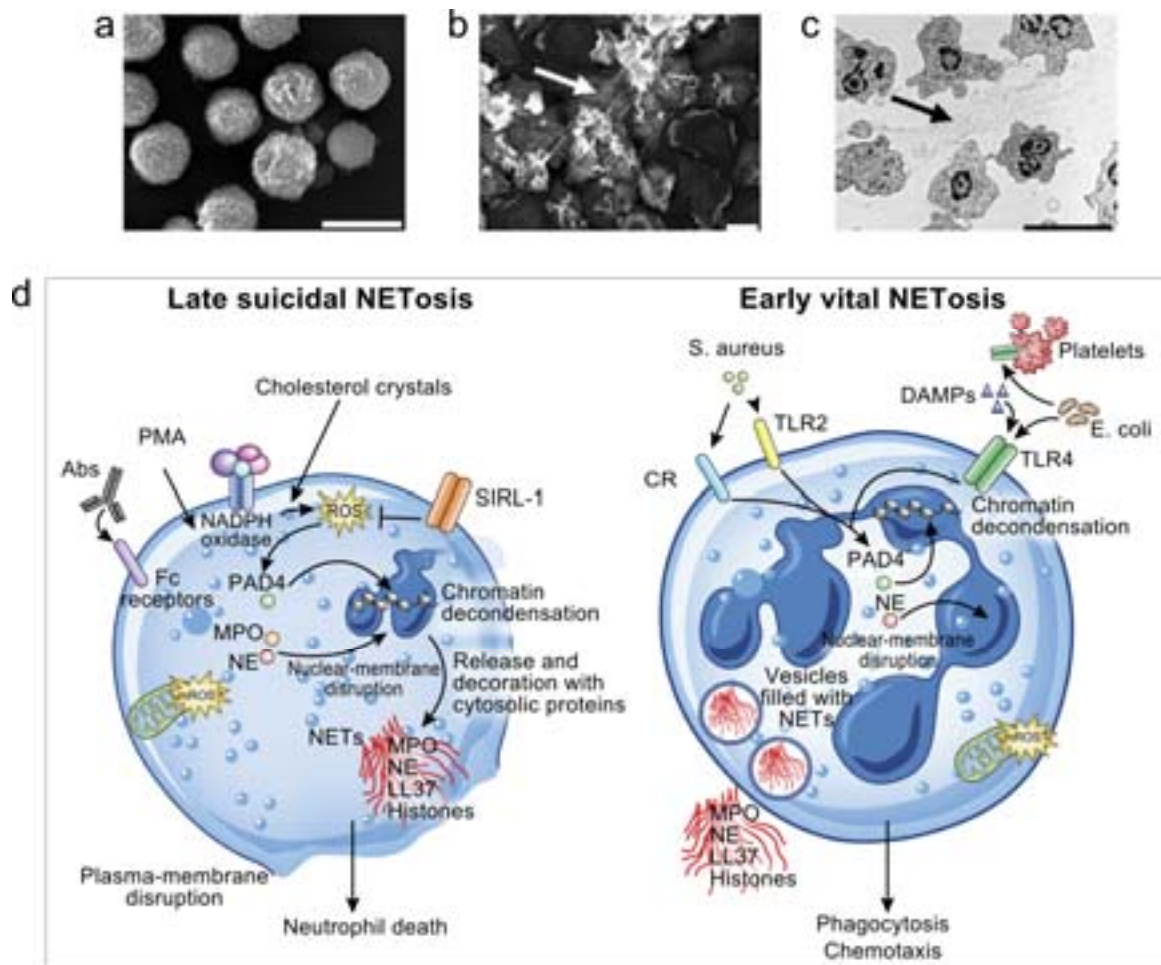 a
b
c
d
Late suicidal NETosis
Cholesterol crystals
PMA
Abs
NADPH
oxidase
ROS
SIRL-1
Fc
receptors
PAD4
Chromatin
decondensation
MPO
NE
Nuclear-membrane
disruption
Release and
decoration with
cytosolic proteins
NETs
MPO
NE
LL37
Histones
Plasma-membrane
disruption
Neutrophil death
Early vital NETosis
S. aureus
Platelets
DAMPs
TLR2
E. coli
TLR4
CR
Chromatin
decondensation
PAD4
NE
Nuclear-membrane
disruption
Vesicles
filled with
NETs
MPO
NE
LL37
Histones
Phagocytosis
Chemotaxis